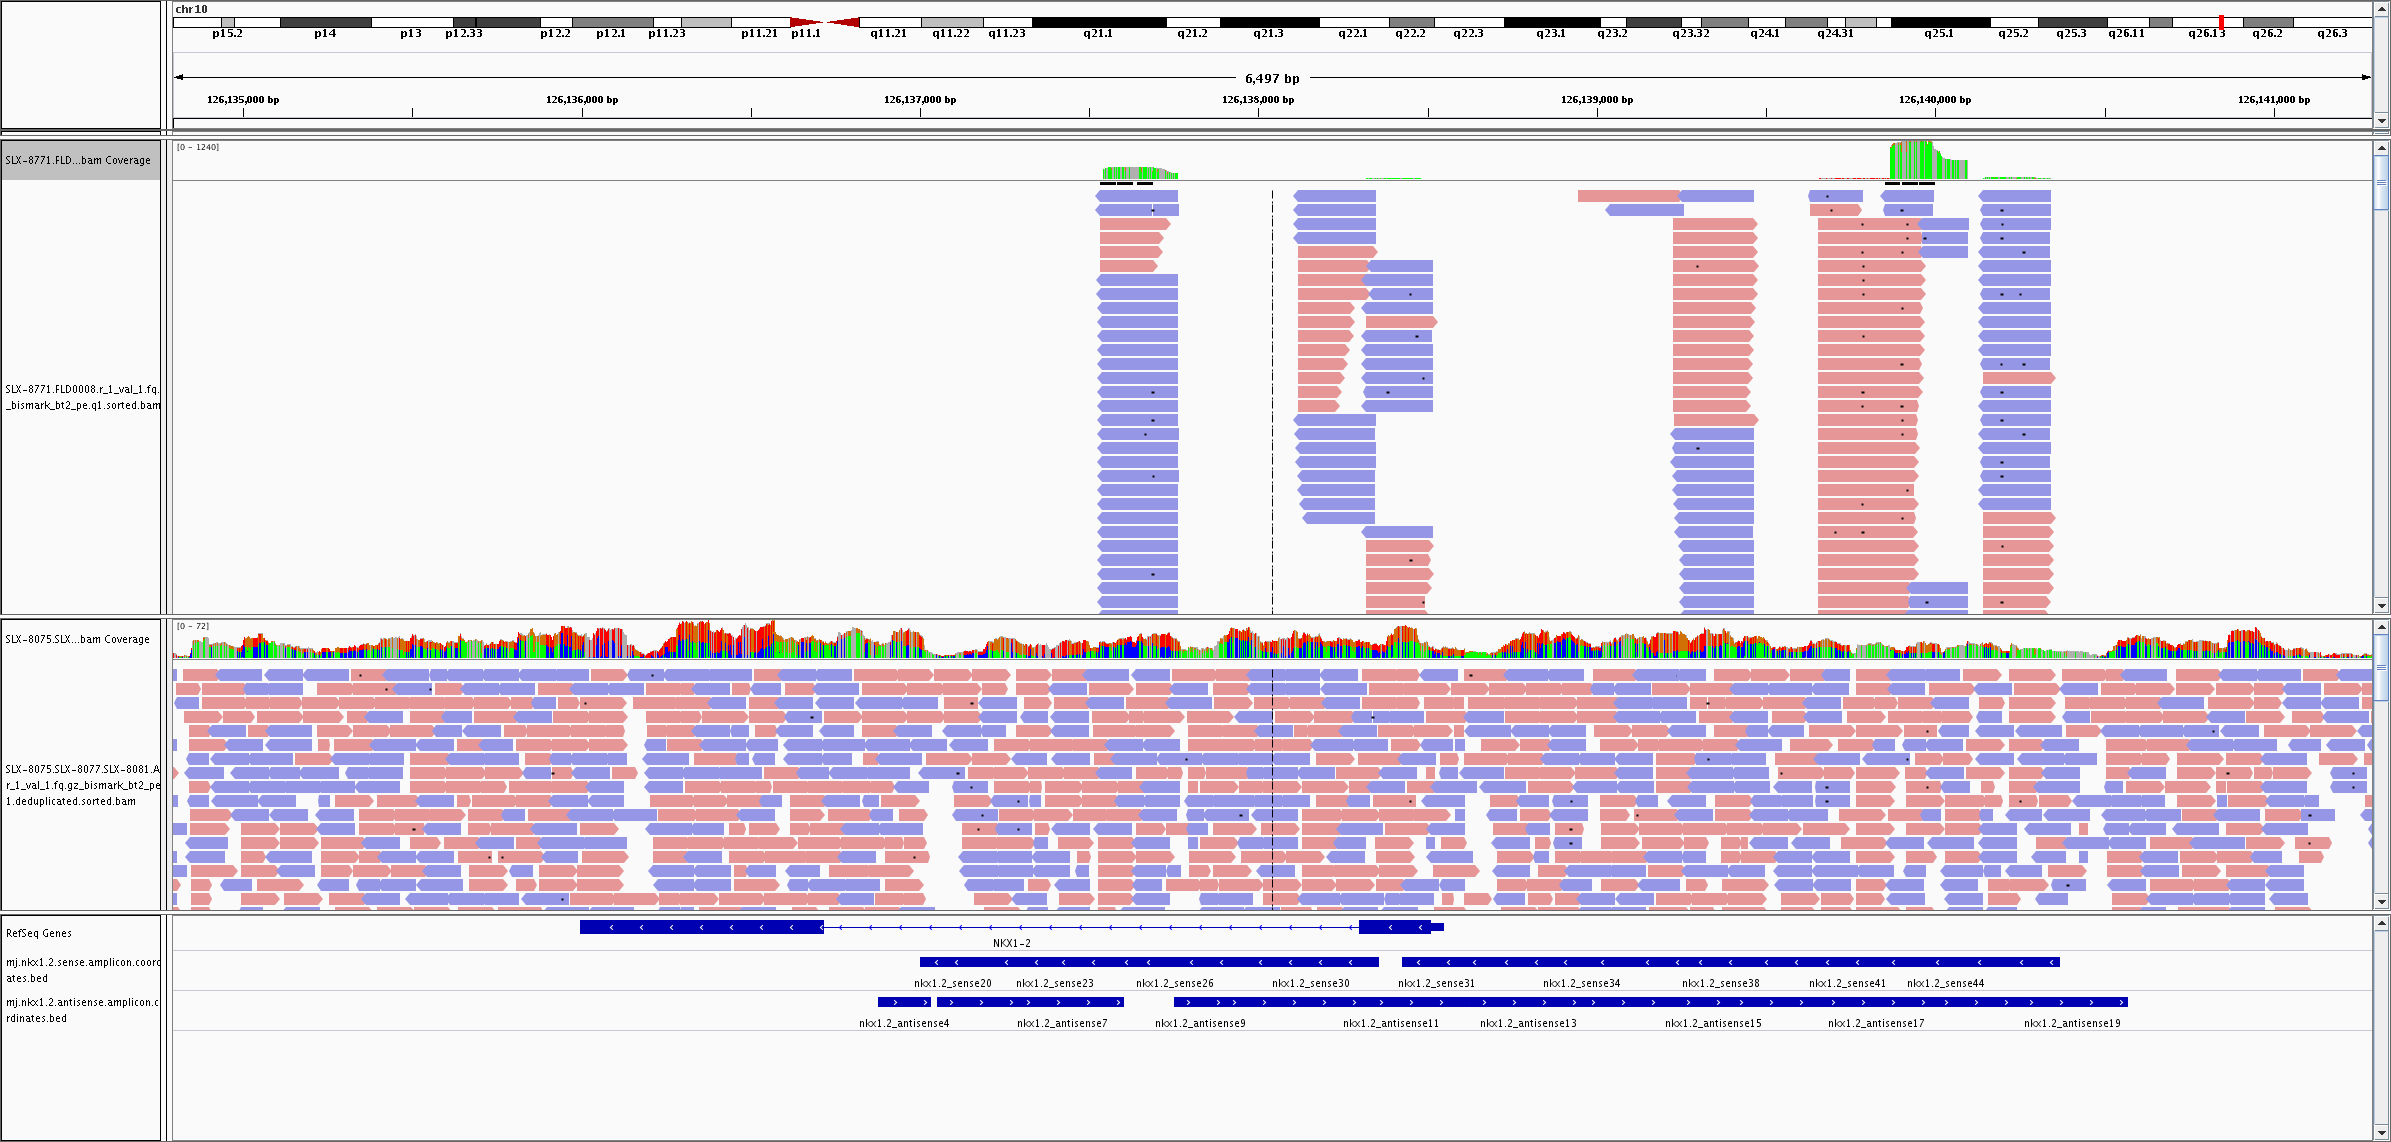 chr10
p15.2 p14 p13 p12.33 p12.2 p12.1 p11.23 p11.21 p11.1 q11.21 q11.22 q11.23 q21.1 q21.2 q21.3 q22.1 q22.2 q22.3 q23.1 q23.2 q23.32 q24.1 q24.31 q25.1 q25.2 q25.3 q26.11 q26.13 q26.2 q26.3
6,497 bp
126,135,000 bp 126,136,000 bp 126,137,000 bp 126,138,000 bp 126,139,000 bp 126,140,000 bp 126,141,000 bp
[0 - 1240]
SLX-8771.FLD...bam Coverage
SLX-8771.FLD0008.r_1_val_1.fq.
_bismark_bt2_pe.q1.sorted.bam
[0 - 72]
SLX-8075.SLX...bam Coverage
SLX-8075.SLX-8077.SLX-8081.A
r_1_val_1.fq.gz_bismark_bt2_pe
1.deduplicated.sorted.bam
RefSeq Genes
NKX1-2
mj.nkx1.2.sense.amplicon.coord
ates.bed
nkx1.2_sense20 nkx1.2_sense23 nkx1.2_sense26 nkx1.2_sense30 nkx1.2_sense31 nkx1.2_sense34 nkx1.2_sense38 nkx1.2_sense41 nkx1.2_sense44
mj.nkx1.2.antisense.amplicon.c
rdinates.bed
nkx1.2_antisense4 nkx1.2_antisense7 nkx1.2_antisense9 nkx1.2_antisense11 nkx1.2_antisense13 nkx1.2_antisense15 nkx1.2_antisense17 nkx1.2_antisense19